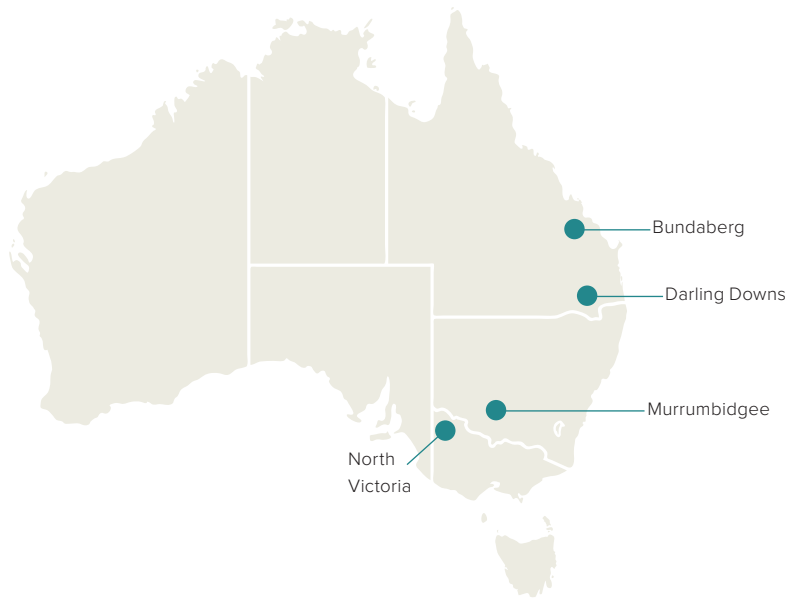 Bundaberg
Darling Downs
Murrumbidgee
North
Victoria